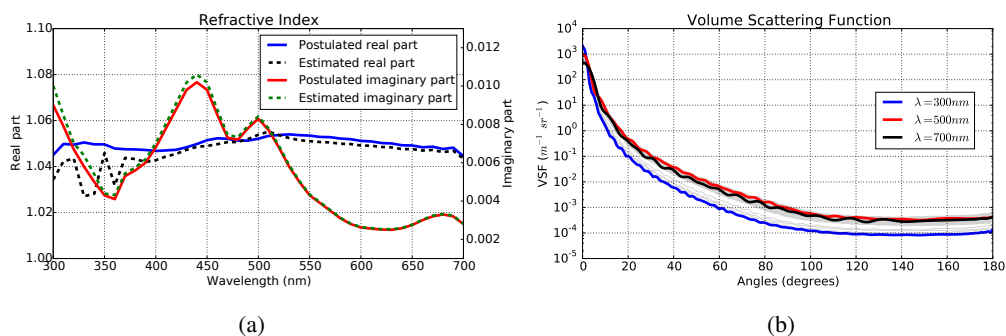 Refractive Index
1.10
1.08
1.06
1.04
1.02
1.00
Real part
300 350 400 450 500 550 600 650 700
Wavelength (nm)
0.012
0.010
0.008
0.006
0.004
0.002
Imaginary part
Postulated real part
Estimated real part
Postulated imaginary part
Estimated imaginary part
(a)
Volume Scattering Function
10^4
10^3
10^2
10^1
10^0
10^-1
10^-2
10^-3
10^-4
10^-5
VSF (m^-1 sr^-1)
0 20 40 60 80 100 120 140 160 180
Angles (degrees)
λ=300nm
λ=500nm
λ=700nm
(b)